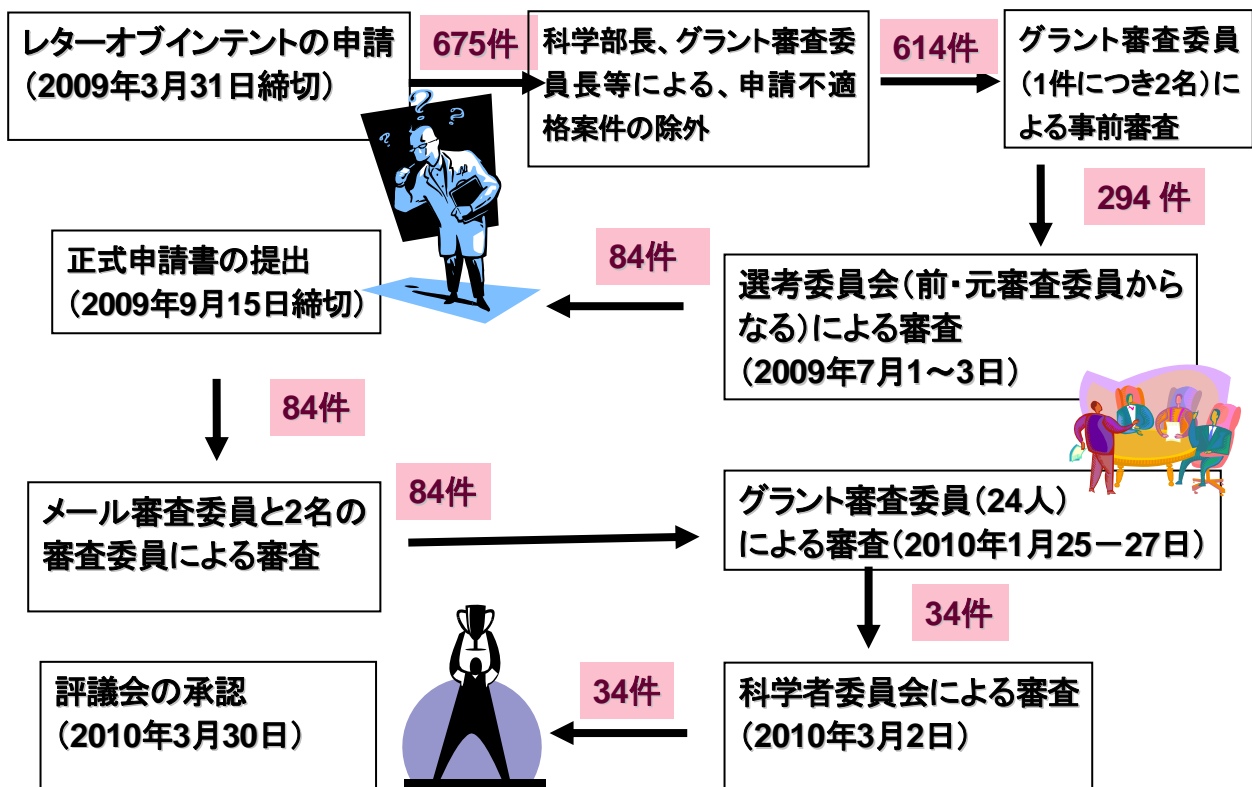 レターオブインテントの申請
（2009年3月31日締切）
675件
科学部長、グラント審査委
員長等による、申請不適
格案件の除外
614件
グラント審査委員
（1件につき2名）に
よる事前審査
294 件
選考委員会（前・元審査委員から
なる）による審査
（2009年7月1～3日）
84件
正式申請書の提出
（2009年9月15日締切）
84件
メール審査委員と2名の
審査委員による審査
84件
グラント審査委員（24人）
による審査（2010年1月25－27日）
34件
科学者委員会による審査
（2010年3月2日）
34件
評議会の承認
（2010年3月30日）
? ? ? ?